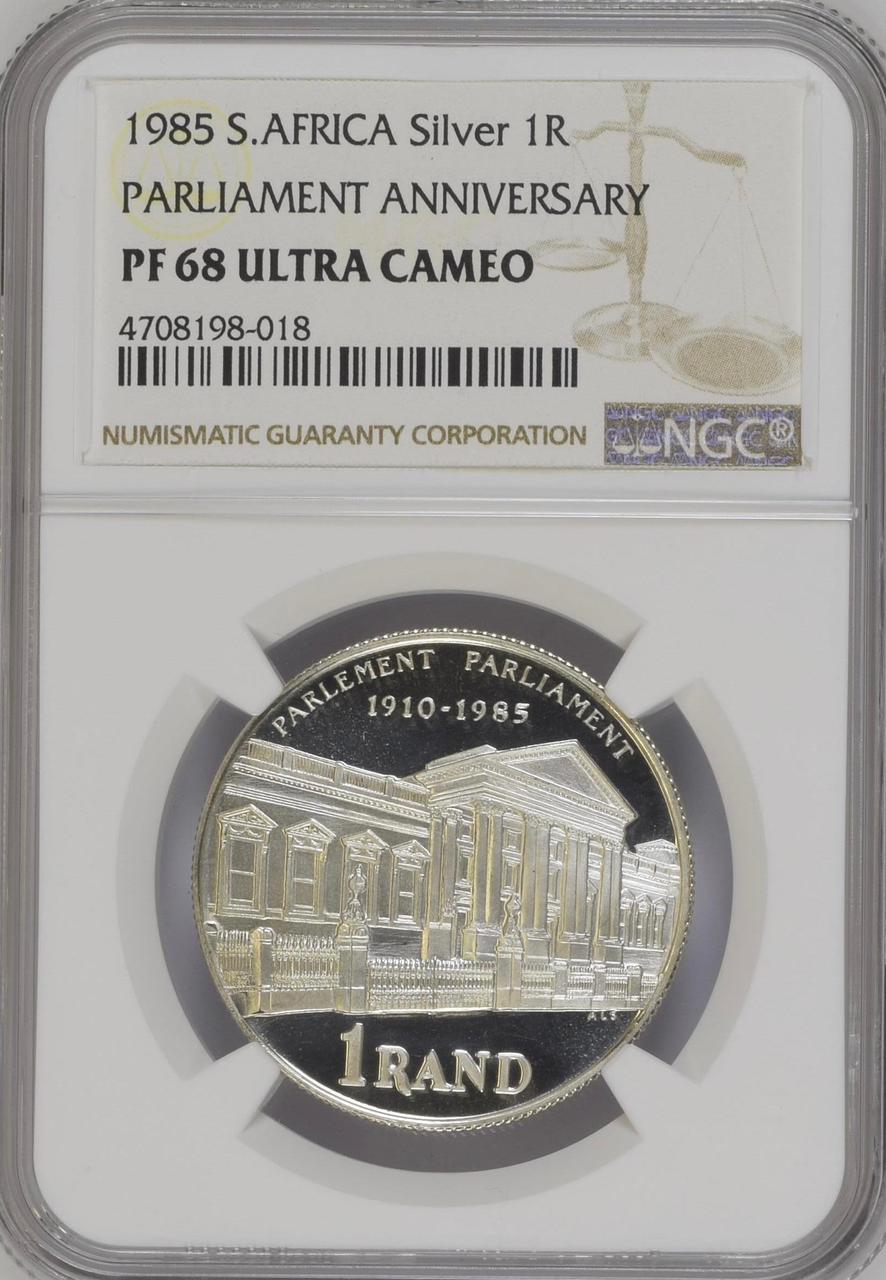 1985 S.AFRICA Silver 1R
PARLIAMENT ANNIVERSARY
PF 68 ULTRA CAMEO
4708198-018
NUMISMATIC GUARANTY CORPORATION
NGC®
PARLEMENT PARLIAMENT
1910-1985
ALS
1 RAND